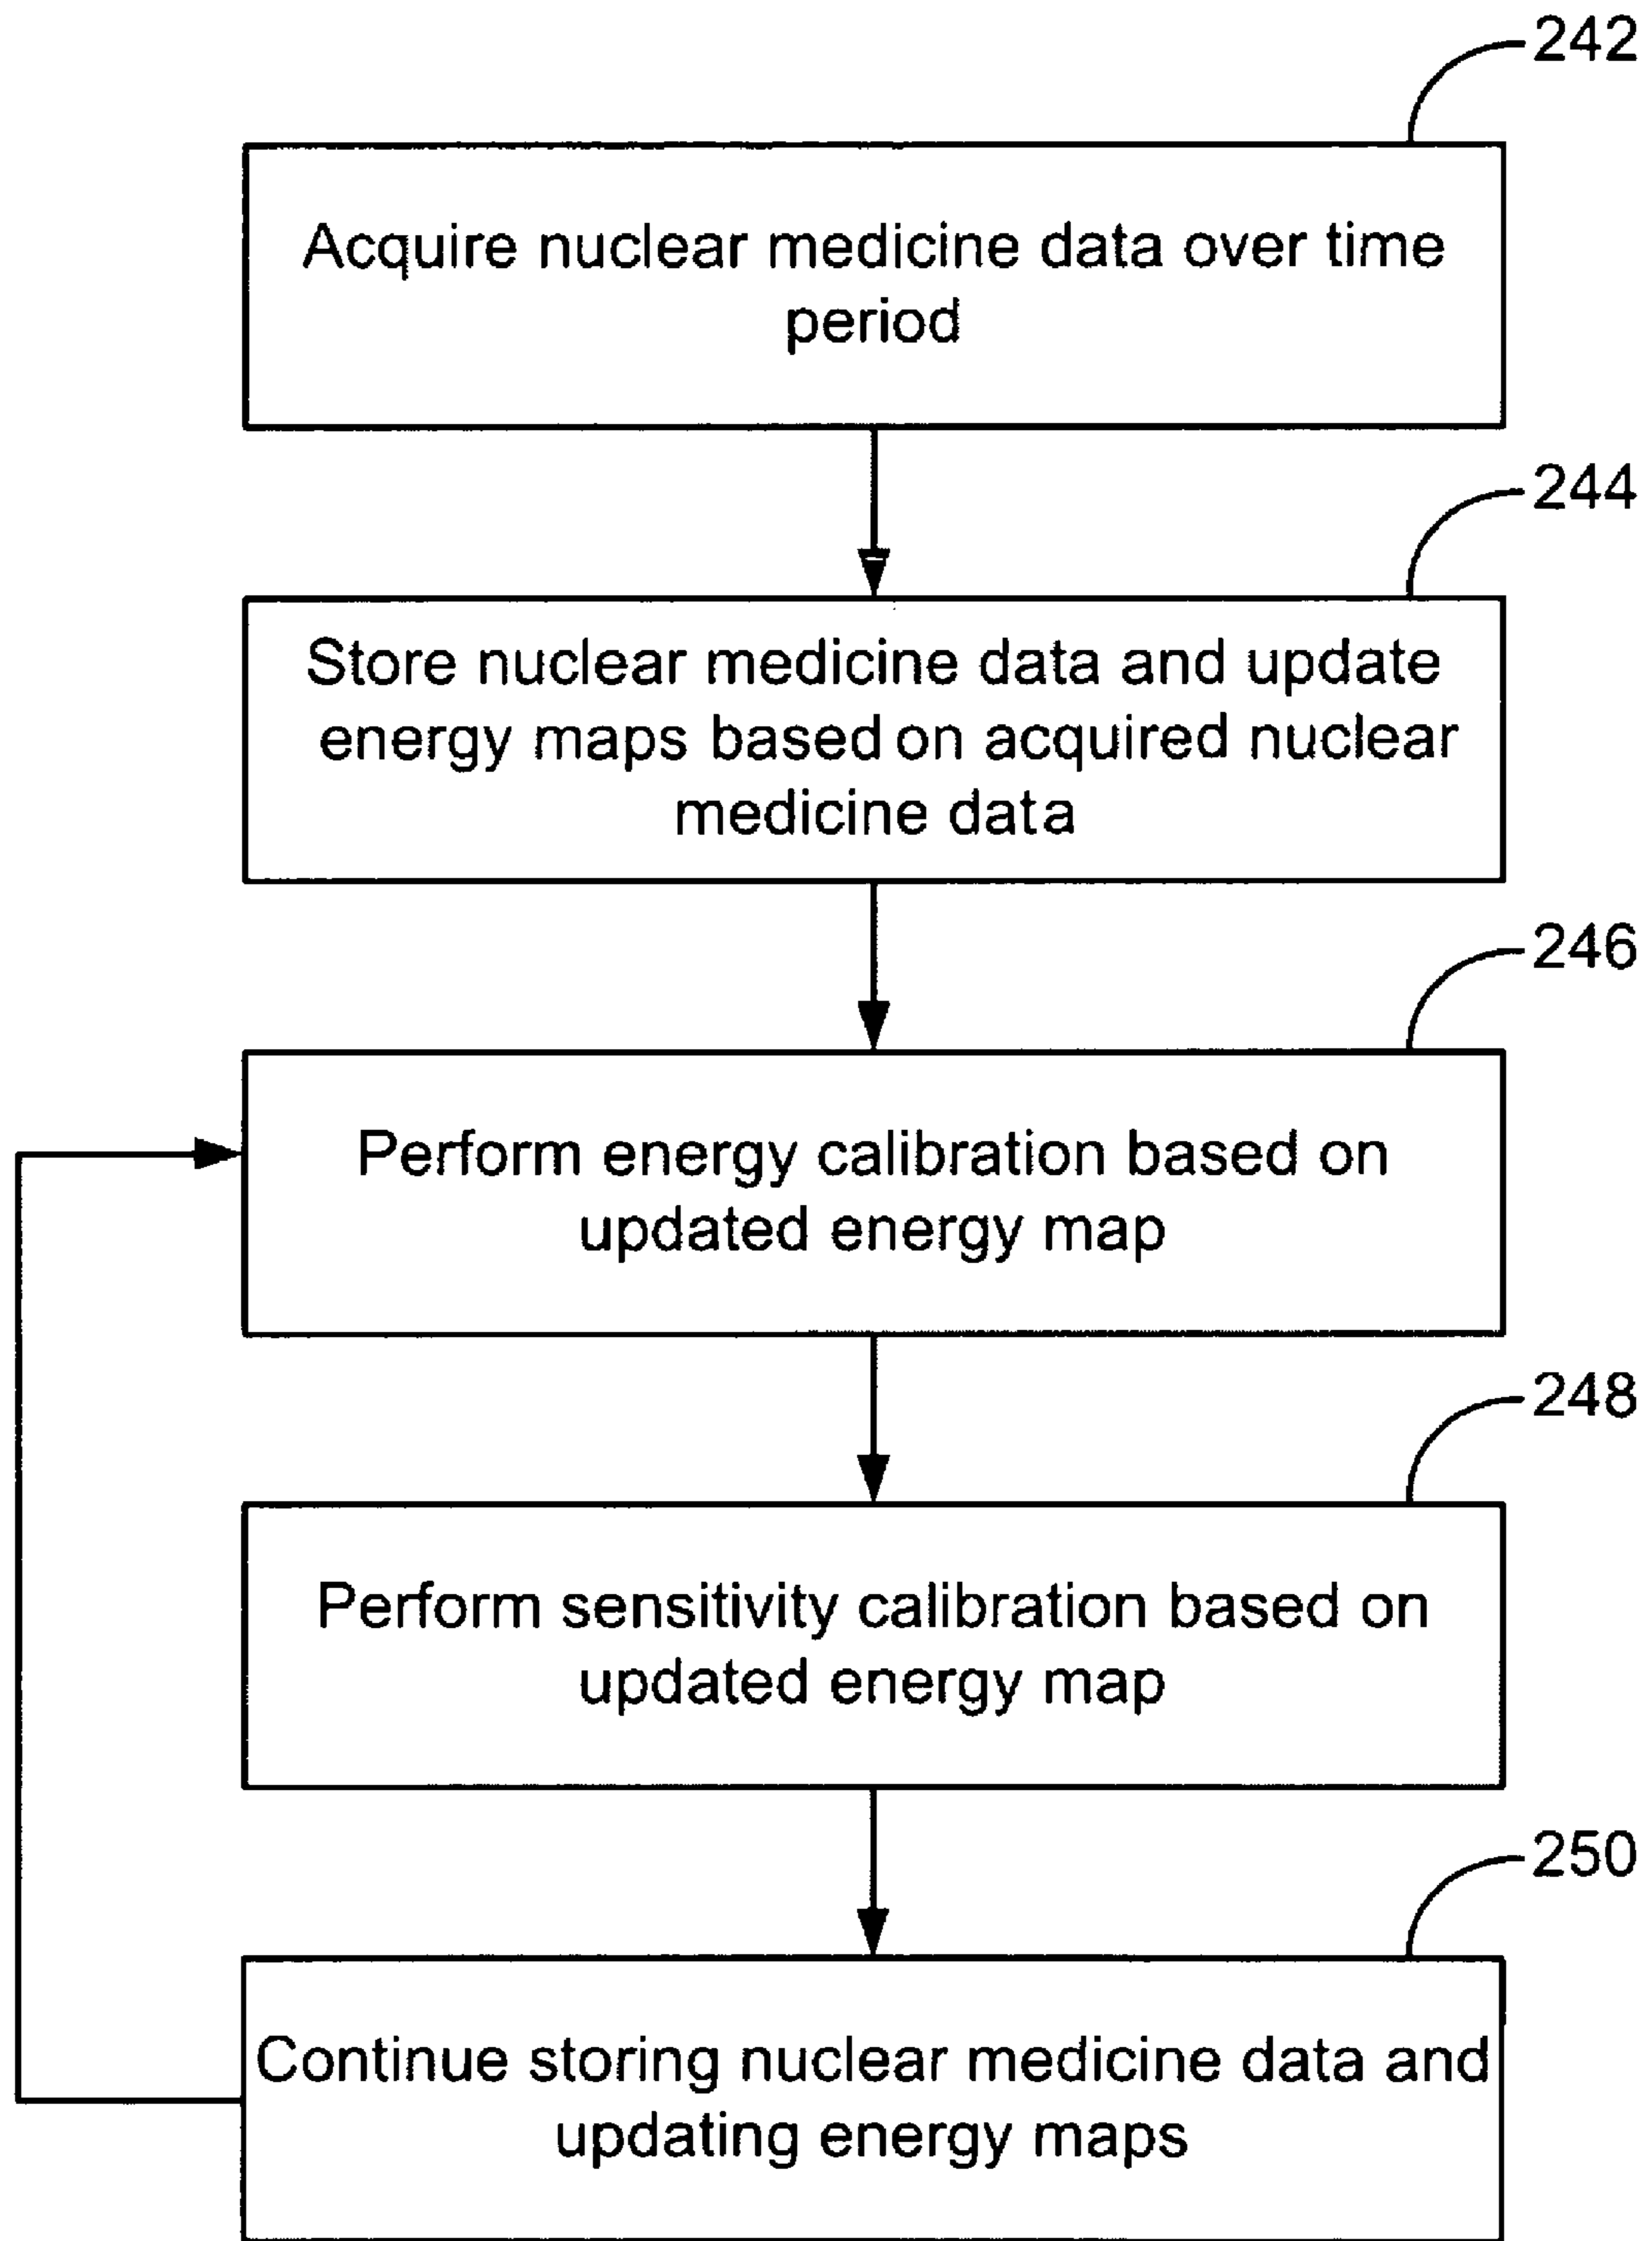 242
Acquire nuclear medicine data over time
period
244
Store nuclear medicine data and update
energy maps based on acquired nuclear
medicine data
246
Perform energy calibration based on
updated energy map
248
Perform sensitivity calibration based on
updated energy map
250
Continue storing nuclear medicine data and
updating energy maps